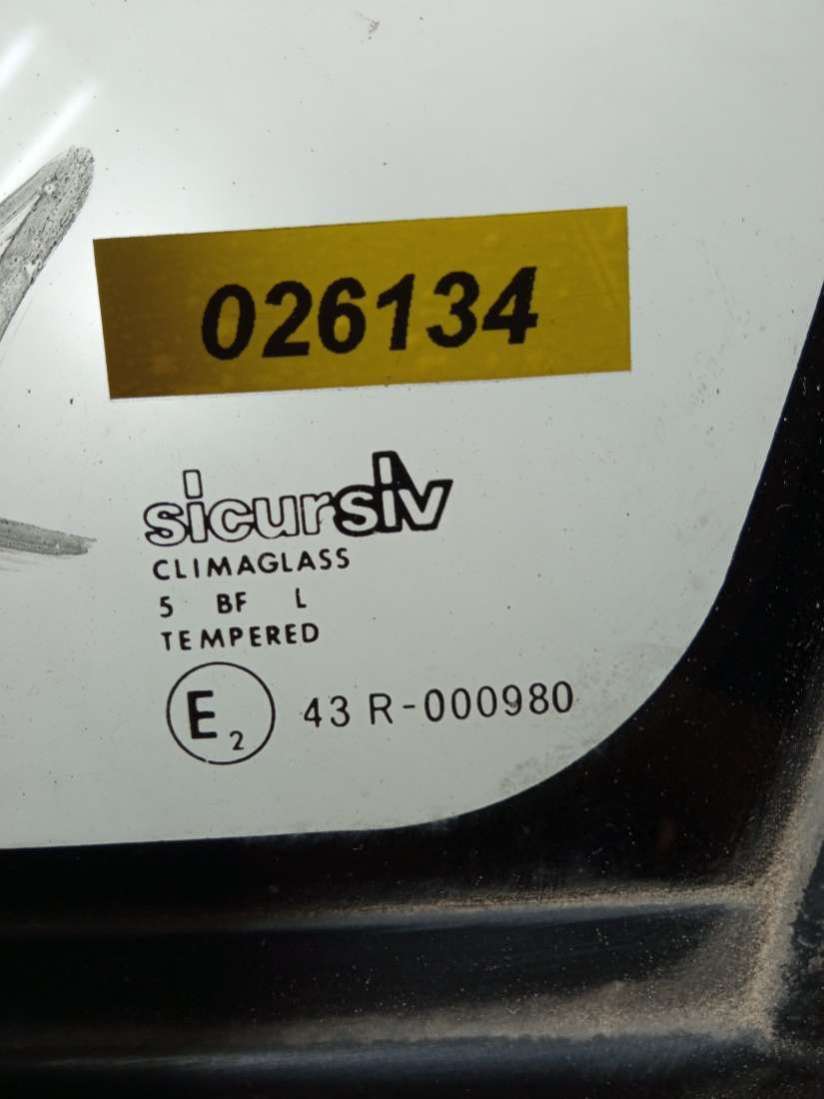 026134
sicursiv
CLIMAGLASS
5 BF L
TEMPERED
E2 43 R-000980